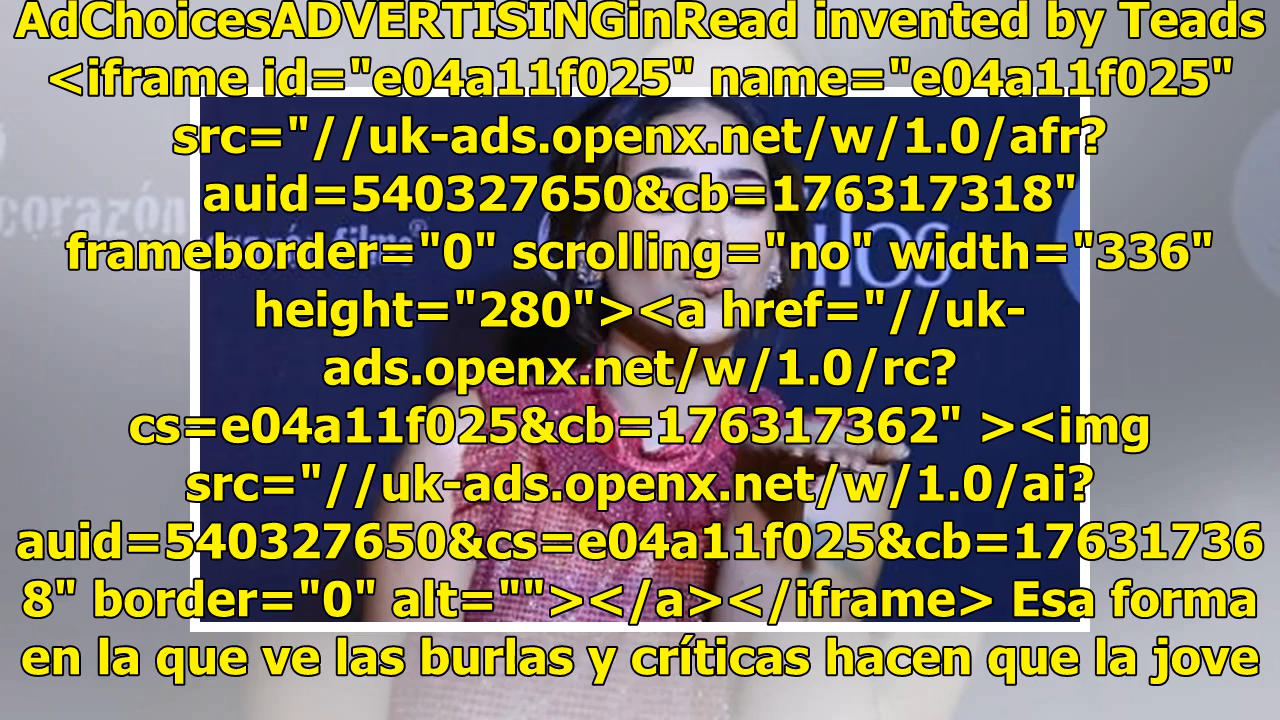 AdChoicesADVERTISINGinRead invented by Teads
<iframe id="e04a11f025" name="e04a11f025"
src="//uk-ads.openx.net/w/1.0/afr?
auid=540327650&cb=176317318"
frameborder="0" scrolling="no" width="336"
height="280"><a href="//uk-
ads.openx.net/w/1.0/rc?
cs=e04a11f025&cb=176317362" ><img
src="//uk-ads.openx.net/w/1.0/ai?
auid=540327650&cs=e04a11f025&cb=17631736
8" border="0" alt=""></a></iframe> Esa forma
en la que ve las burlas y críticas hacen que la jove
corazón
films